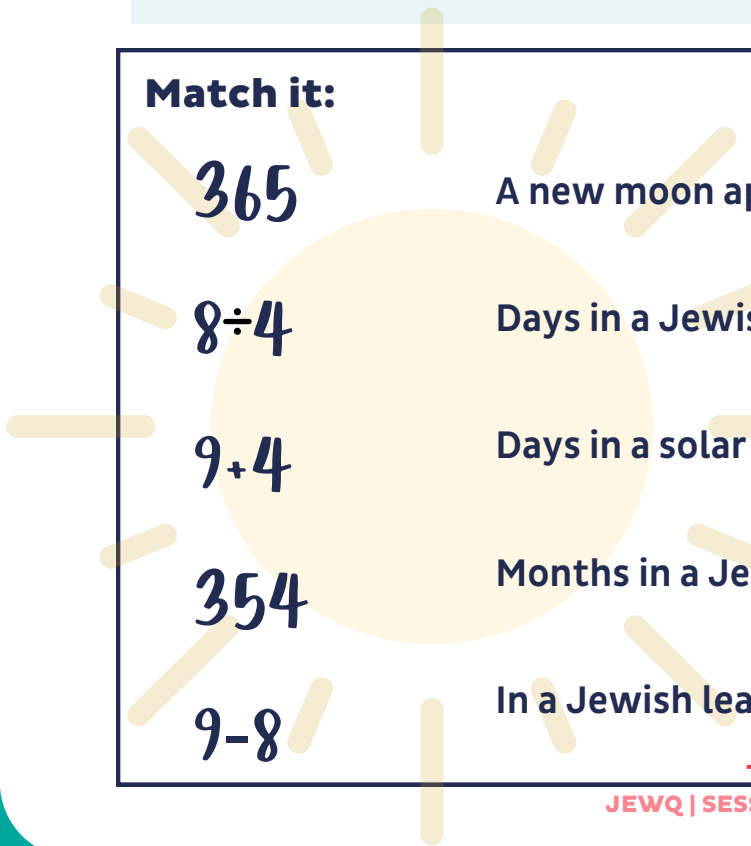 Match it:
365
A new moon ap
8÷4
Days in a Jewis
9+4
Days in a solar
354
Months in a Je
9-8
In a Jewish lea
JEWQ | SESS